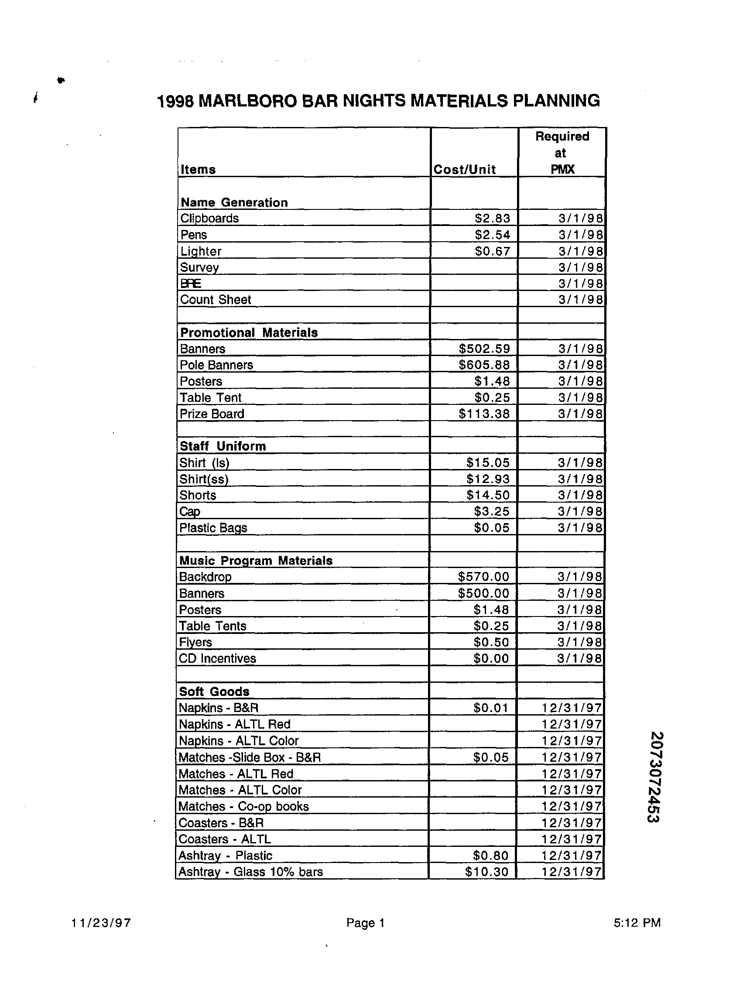 1998 MARLBORO BAR NIGHTS MATERIALS PLANNING
Required
at
Items Cost/Unit PMX
Name Generation
Clipboards $2.83 3/1/98
Pens $2.54 3/1/98
Lighter $0.67 3/1/98
Survey 3/1/98
BRE 3/1/98
Count Sheet 3/1/98
Promotional Materials
Banners $502.59 3/1/98
Pole Banners $605.88 3/1/98
Posters $1.48 3/1/98
Table Tent $0.25 3/1/98
Prize Board $113.38 3/1/98
Staff Uniform
Shirt (ls) $15.05 3/1/98
Shirt(ss) $12.93 3/1/98
Shorts $14.50 3/1/98
Cap $3.25 3/1/98
Plastic Bags $0.05 3/1/98
Music Program Materials
Backdrop $570.00 3/1/98
Banners $500.00 3/1/98
Posters $1.48 3/1/98
Table Tents $0.25 3/1/98
Flyers $0.50 3/1/98
CD Incentives $0.00 3/1/98
Soft Goods
Napkins - B&R $0.01 12/31/97
Napkins - ALTL Red 12/31/97
Napkins - ALTL Color 12/31/97
Matches -Slide Box - B&R $0.05 12/31/97
Matches - ALTL Red 12/31/97
Matches - ALTL Color 12/31/97
Matches - Co-op books 12/31/97
Coasters - B&R 12/31/97
Coasters - ALTL 12/31/97
Ashtray - Plastic $0.80 12/31/97
Ashtray - Glass 10% bars $10.30 12/31/97
2073072453
11/23/97 Page 1 5:12 PM